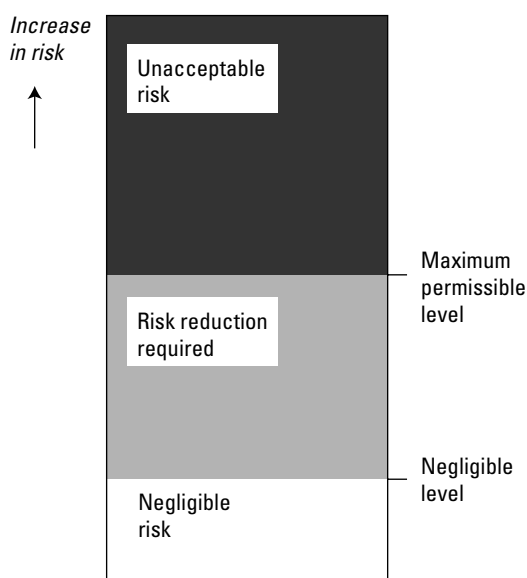 Increase
in risk
Unacceptable
risk
Maximum
permissible
level
Risk reduction
required
Negligible
level
Negligible
risk